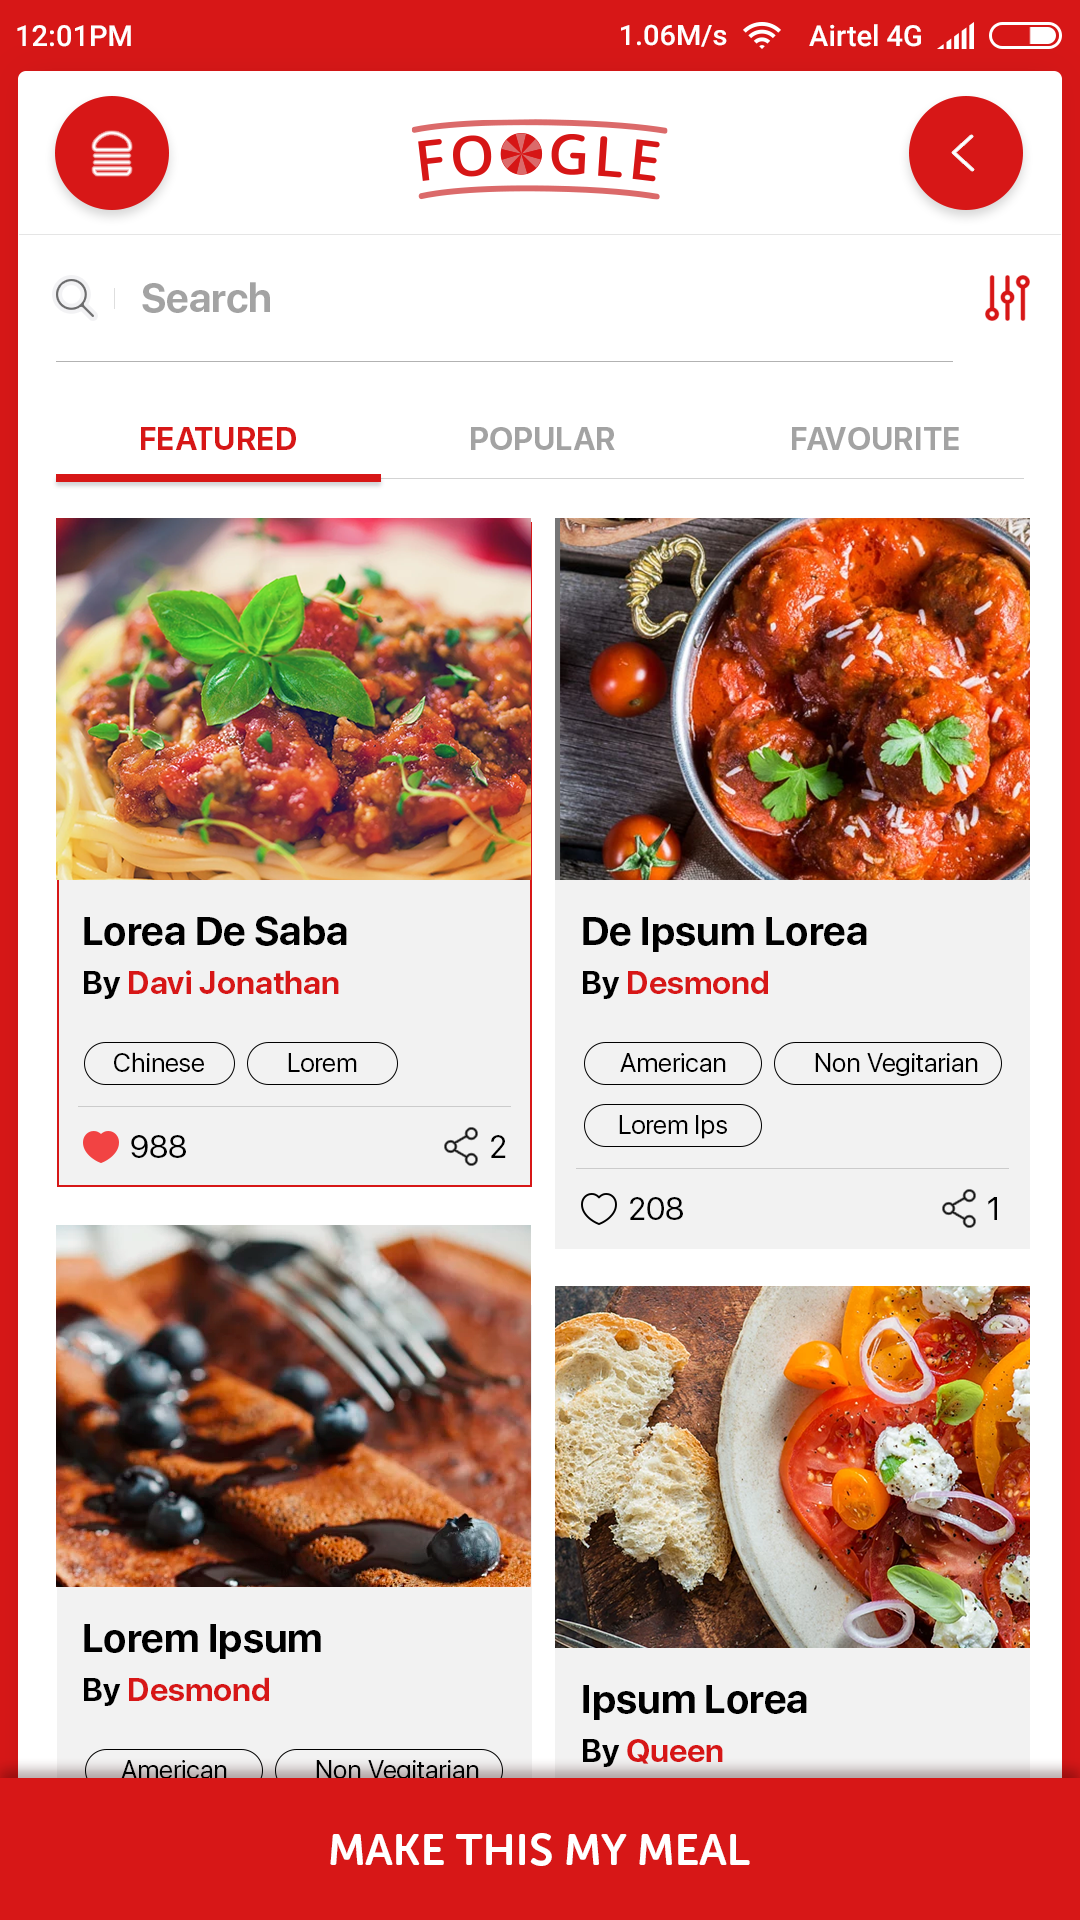 12:01PM 1.06M/s Airtel 4G
FOOGLE
Search
FEATURED POPULAR FAVOURITE
Lorea De Saba
By Davi Jonathan
Chinese Lorem
988 2
De Ipsum Lorea
By Desmond
American Non Vegitarian
Lorem Ips
208 1
Lorem Ipsum
By Desmond
American Non Vegitarian
Ipsum Lorea
By Queen
MAKE THIS MY MEAL